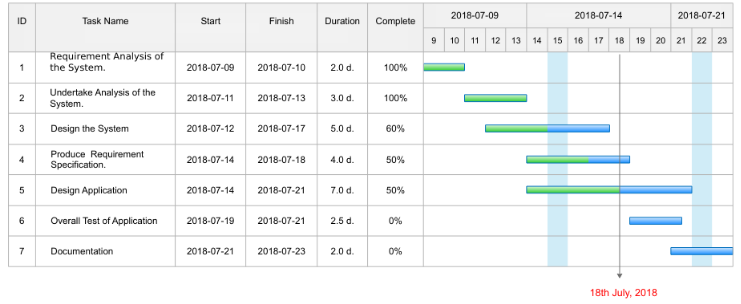 ID Task Name Start Finish Duration Complete 2018-07-09 2018-07-14 2018-07-21
9 10 11 12 13 14 15 16 17 18 19 20 21 22 23
1 Requirement Analysis of the System. 2018-07-09 2018-07-10 2.0 d. 100%
2 Undertake Analysis of the System. 2018-07-11 2018-07-13 3.0 d. 100%
3 Design the System 2018-07-12 2018-07-17 5.0 d. 60%
4 Produce Requirement Specification. 2018-07-14 2018-07-18 4.0 d. 50%
5 Design Application 2018-07-14 2018-07-21 7.0 d. 50%
6 Overall Test of Application 2018-07-19 2018-07-21 2.5 d. 0%
7 Documentation 2018-07-21 2018-07-23 2.0 d. 0%
18th July, 2018